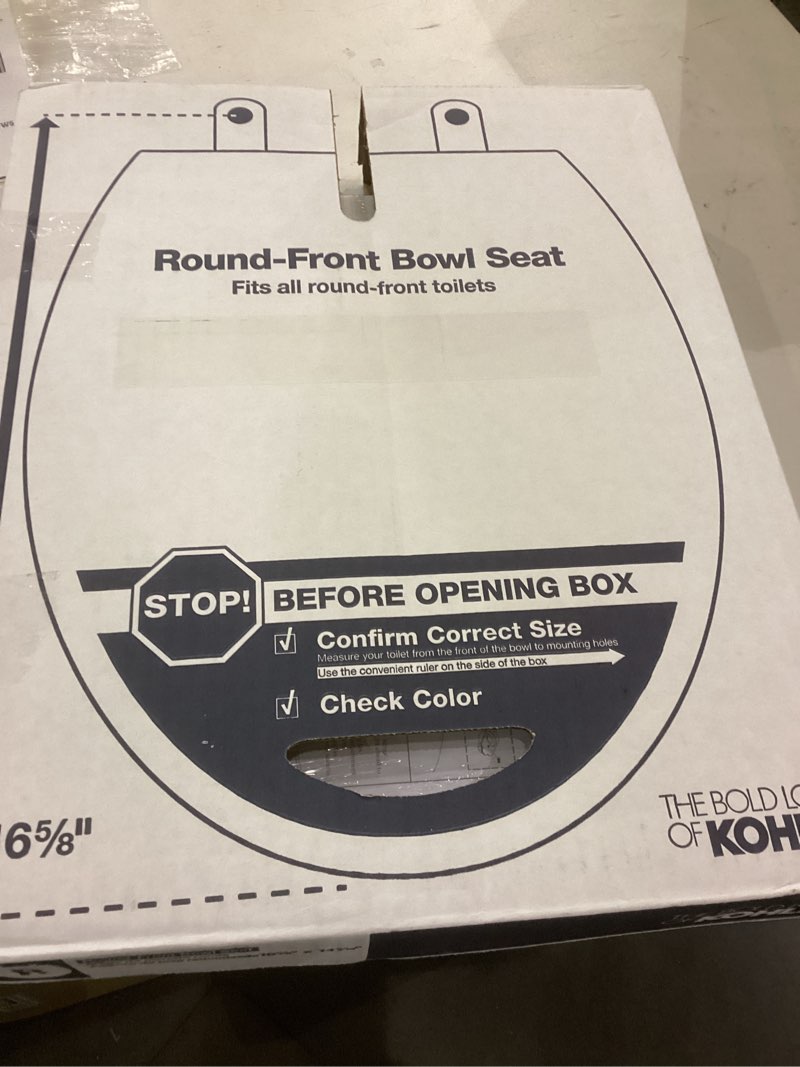 Round-Front Bowl Seat
Fits all round-front toilets
STOP!
BEFORE OPENING BOX
Confirm Correct Size
Measure your toilet from the front of the bowl to mounting holes
Use the convenient ruler on the side of the box
Check Color
6⅝"
THE BOLD LO
OF KOH